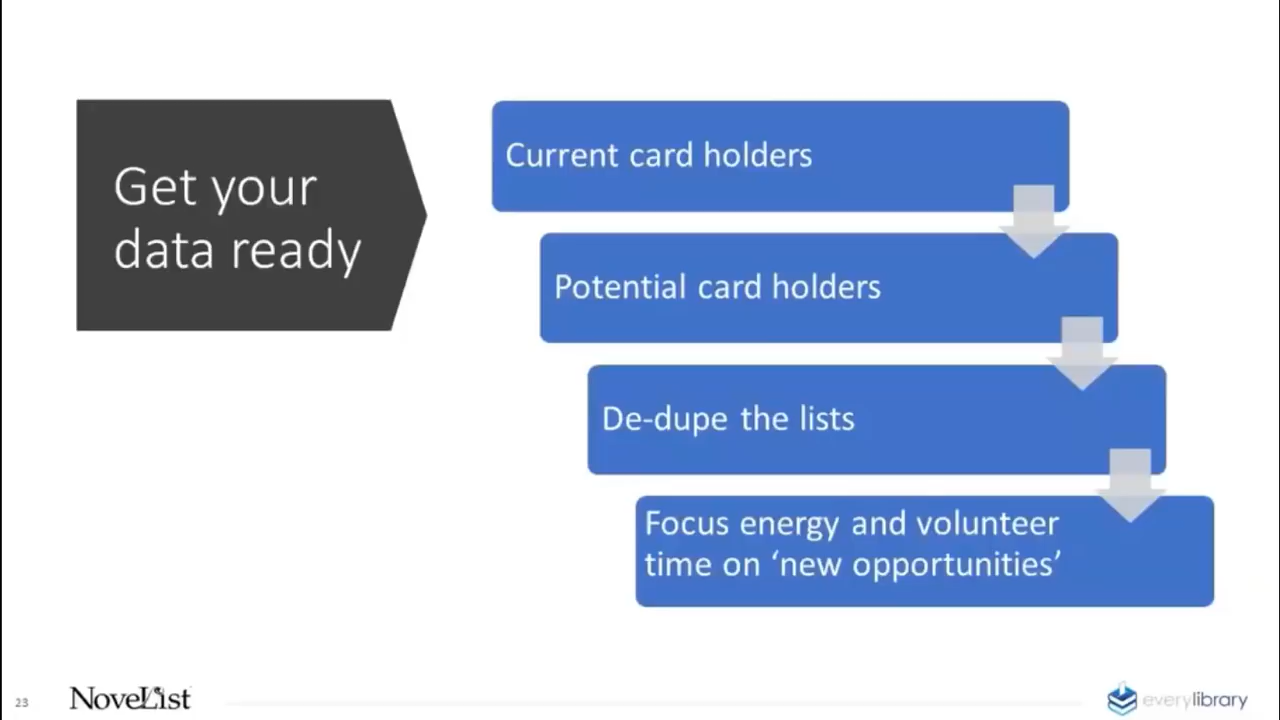 Get your
data ready
Current card holders
Potential card holders
De-dupe the lists
Focus energy and volunteer
time on ‘new opportunities’
23
NoveList
everylibrary